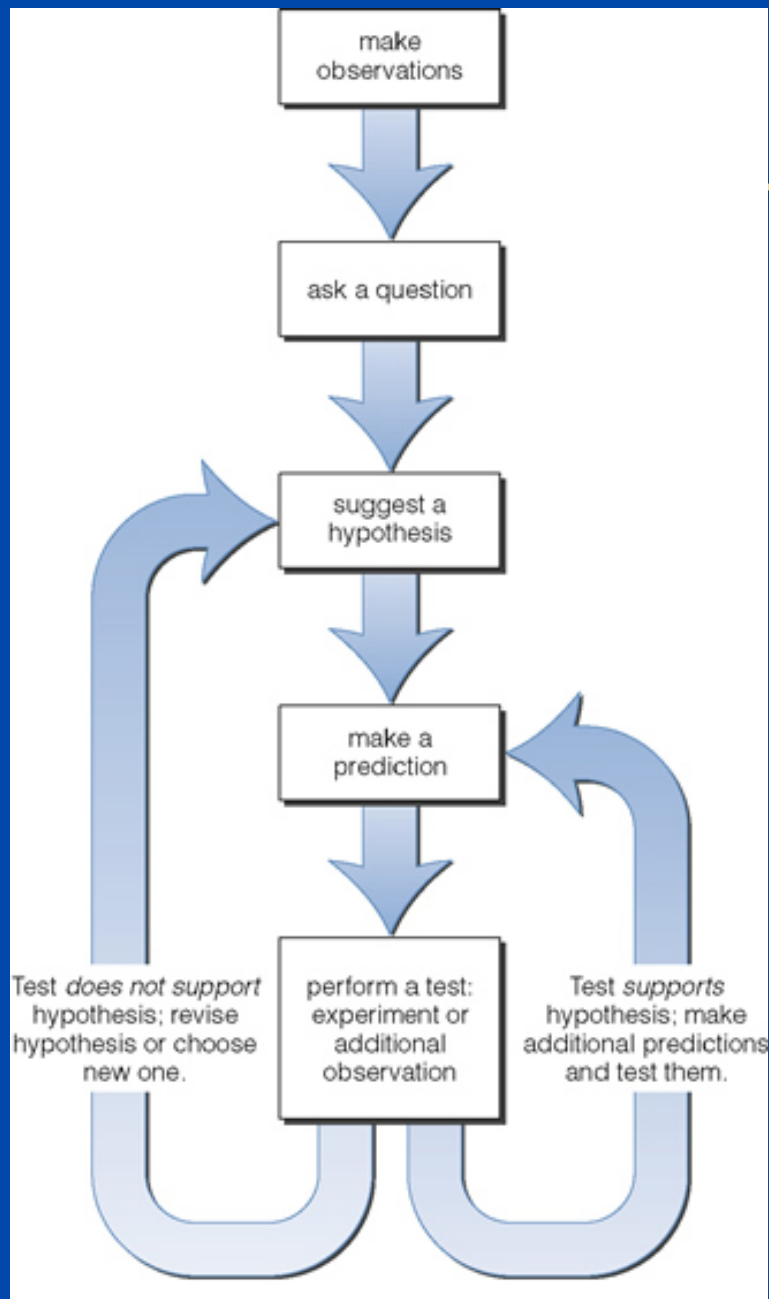 make
observations
ask a question
suggest a
hypothesis
make a
prediction
Test does not support
hypothesis; revise
hypothesis or choose
new one.
perform a test:
experiment or
additional
observation
Test supports
hypothesis; make
additional predictions
and test them.